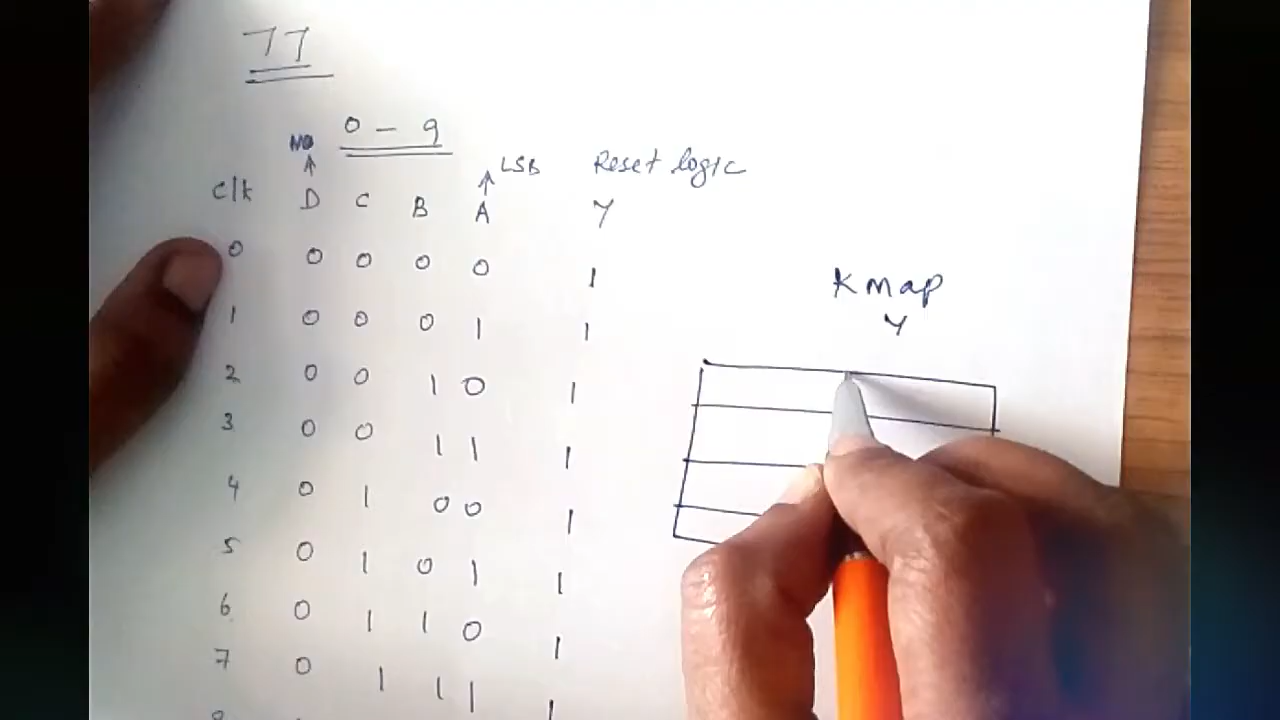 77
0 - 9
LSB Reset logic
clk D C B A Y
0 0 0 0 0 1
K map
Y
1 0 0 0 1 1
2 0 0 1 0 1
3 0 0 1 1 1
4 0 1 0 0 1
5 0 1 0 1 1
6 0 1 1 0 1
7 0 1 1 1 1